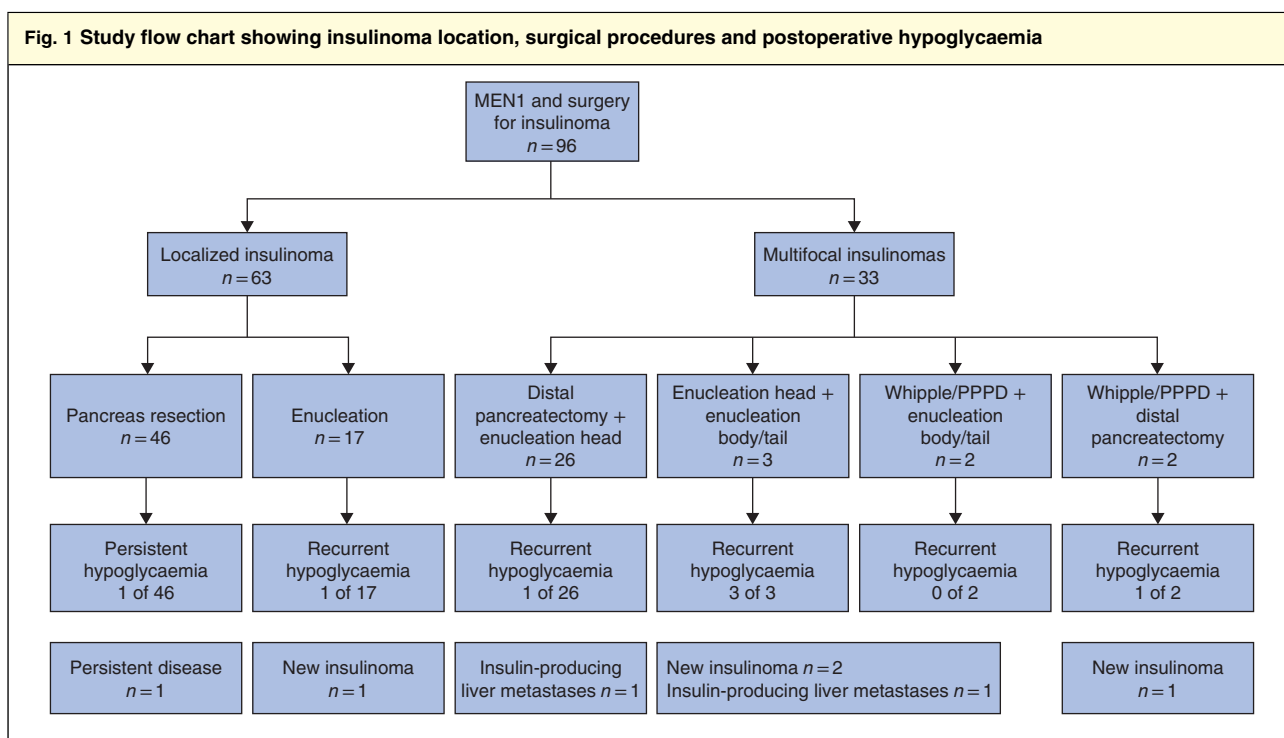 Fig. 1 Study flow chart showing insulinoma location, surgical procedures and postoperative hypoglycaemia
MEN1 and surgery
for insulinoma
n = 96
Localized insulinoma
n = 63
Multifocal insulinomas
n = 33
Pancreas resection
n = 46
Enucleation
n = 17
Distal
pancreatectomy +
enucleation head
n = 26
Enucleation head +
enucleation
body/tail
n = 3
Whipple/PPPD +
enucleation
body/tail
n = 2
Whipple/PPPD +
distal
pancreatectomy
n = 2
Persistent
hypoglycaemia
1 of 46
Recurrent
hypoglycaemia
1 of 17
Recurrent
hypoglycaemia
1 of 26
Recurrent
hypoglycaemia
3 of 3
Recurrent
hypoglycaemia
0 of 2
Recurrent
hypoglycaemia
1 of 2
Persistent disease
n = 1
New insulinoma
n = 1
Insulin-producing
liver metastases n = 1
New insulinoma n = 2
Insulin-producing liver metastases n = 1
New insulinoma
n = 1